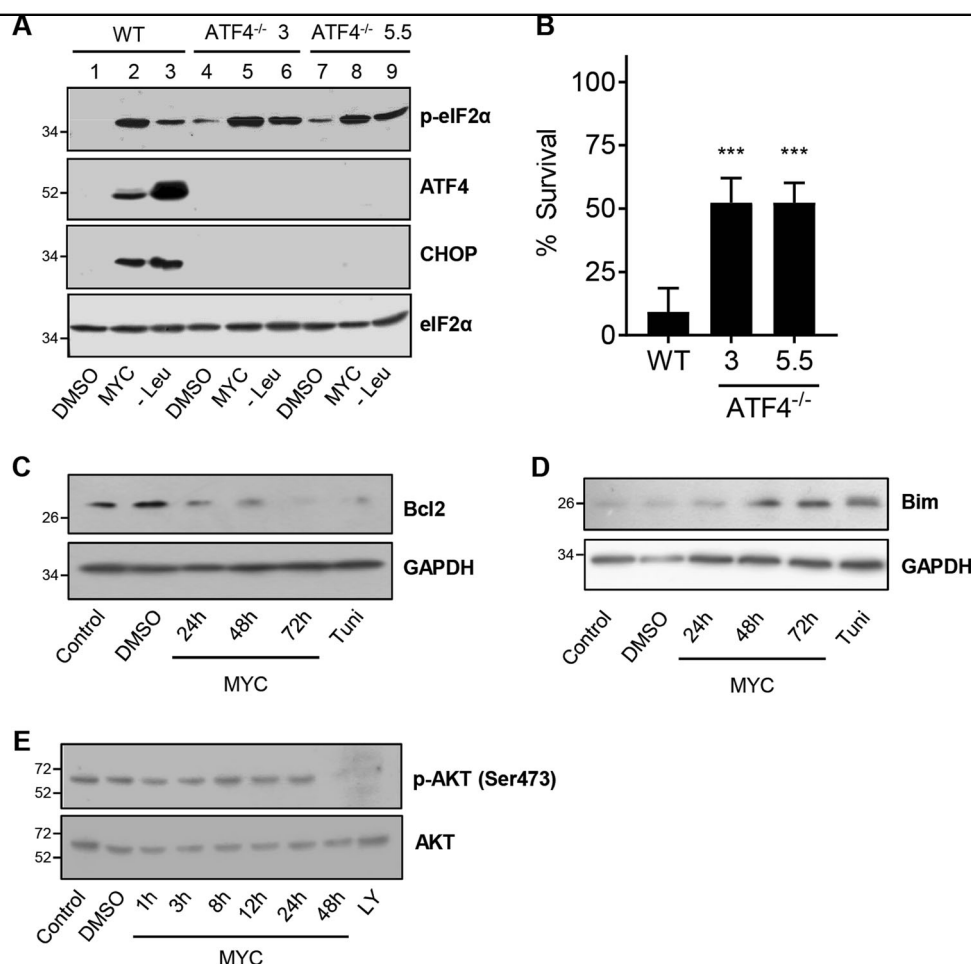 A
WT ATF4-/- 3 ATF4-/- 5.5
1 2 3 4 5 6 7 8 9
34 p-eIF2α
52 ATF4
34 CHOP
34 eIF2α
DMSO MYC - Leu DMSO MYC - Leu DMSO MYC - Leu
B
% Survival
100
75
50
25
0
*** ***
WT 3 5.5
ATF4-/-
C
26 Bcl2
34 GAPDH
Control DMSO 24h 48h 72h Tuni
MYC
D
26 Bim
34 GAPDH
Control DMSO 24h 48h 72h Tuni
MYC
E
72
52
p-AKT (Ser473)
72
52
AKT
Control DMSO 1h 3h 8h 12h 24h 48h LY
MYC